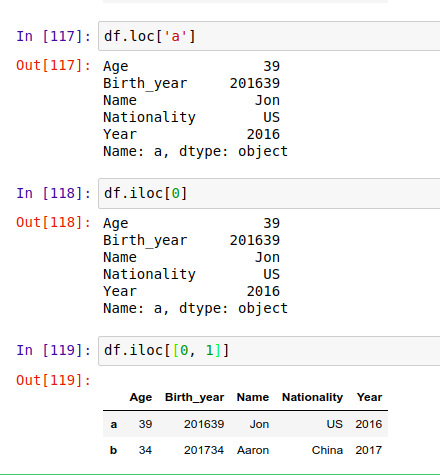 In [117]: df.loc['a']
Out[117]: Age 39
Birth_year 201639
Name Jon
Nationality US
Year 2016
Name: a, dtype: object
In [118]: df.iloc[0]
Out[118]: Age 39
Birth_year 201639
Name Jon
Nationality US
Year 2016
Name: a, dtype: object
In [119]: df.iloc[[0, 1]]
Out[119]:
Age Birth_year Name Nationality Year
a 39 201639 Jon US 2016
b 34 201734 Aaron China 2017